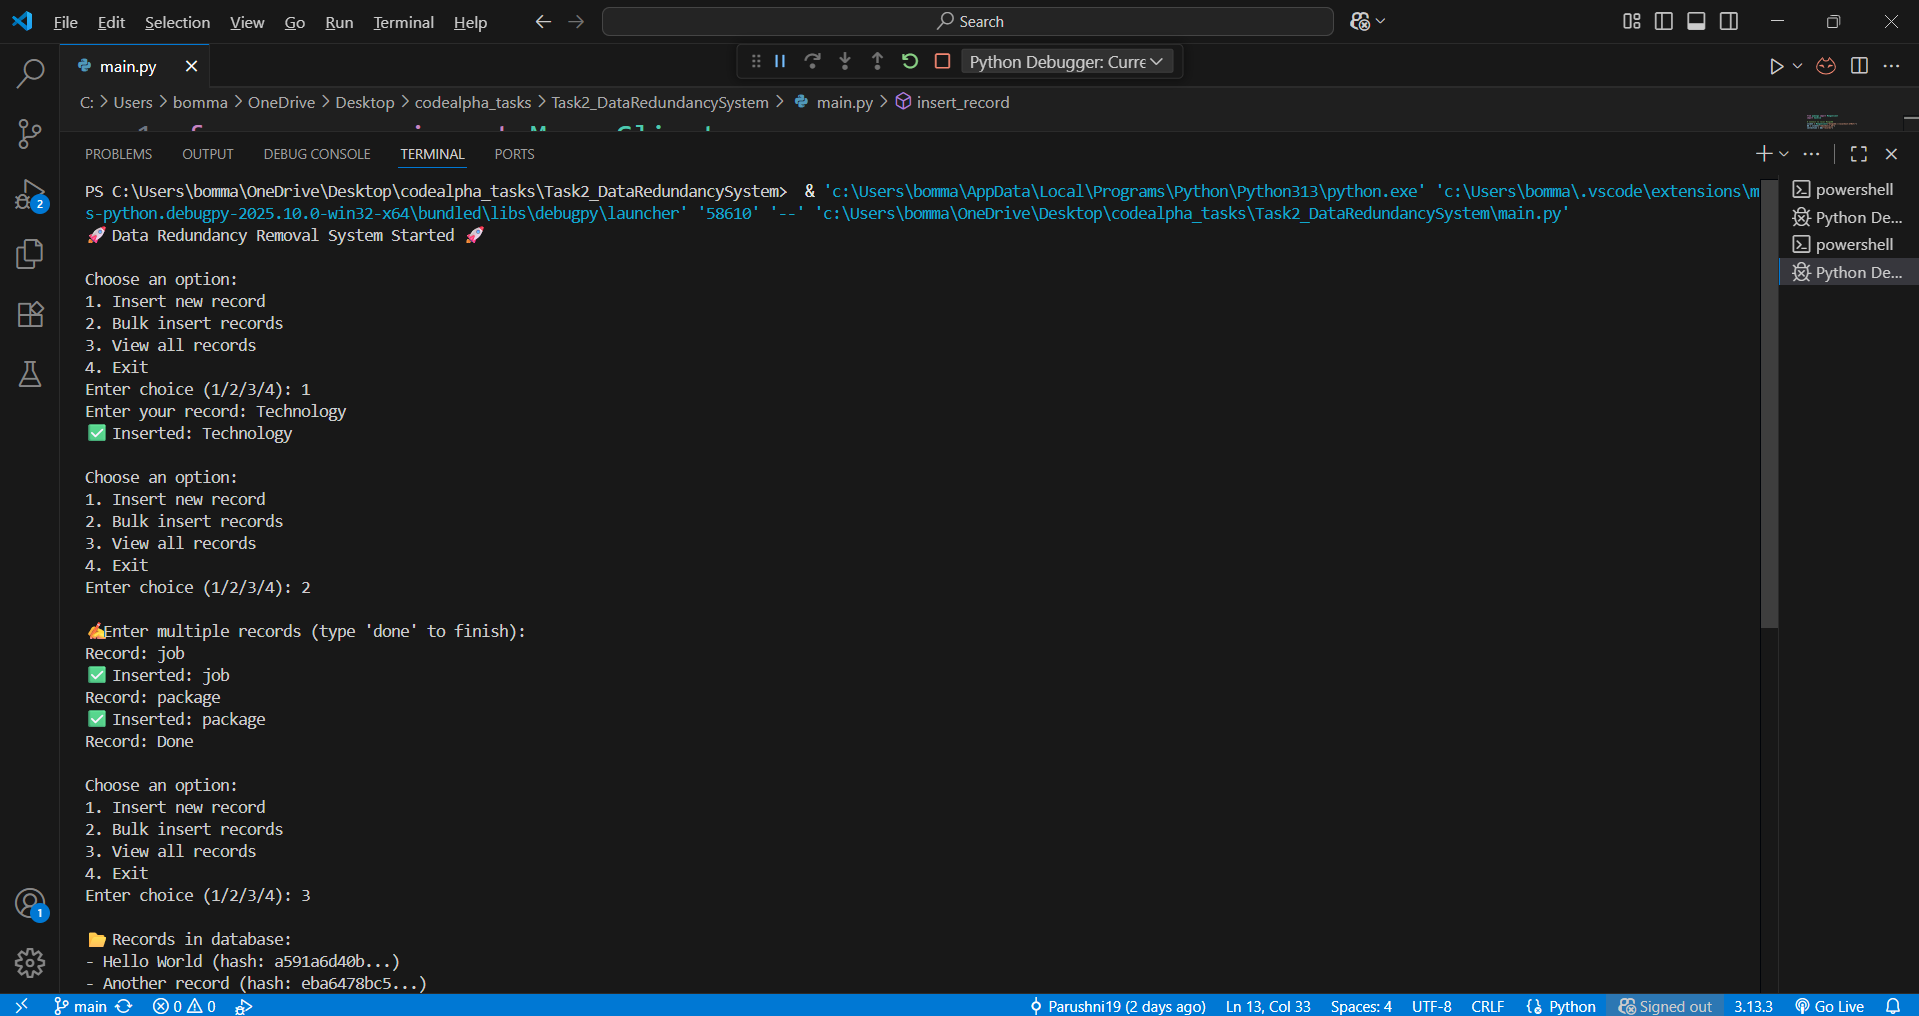 File Edit Selection View Go Run Terminal Help Search
main.py Python Debugger: Curre
C: > Users > bomma > OneDrive > Desktop > codealpha_tasks > Task2_DataRedundancySystem > main.py > insert_record
PROBLEMS OUTPUT DEBUG CONSOLE TERMINAL PORTS
PS C:\Users\bomma\OneDrive\Desktop\codealpha_tasks\Task2_DataRedundancySystem>  & 'c:\Users\bomma\AppData\Local\Programs\Python\Python313\python.exe' 'c:\Users\bomma\.vscode\extensions\m
s-python.debugpy-2025.10.0-win32-x64\bundled\libs\debugpy\launcher' '58610' '--' 'c:\Users\bomma\OneDrive\Desktop\codealpha_tasks\Task2_DataRedundancySystem\main.py'
🚀 Data Redundancy Removal System Started 🚀
Choose an option:
1. Insert new record
2. Bulk insert records
3. View all records
4. Exit
Enter choice (1/2/3/4): 1
Enter your record: Technology
✅ Inserted: Technology
Choose an option:
1. Insert new record
2. Bulk insert records
3. View all records
4. Exit
Enter choice (1/2/3/4): 2
✍Enter multiple records (type 'done' to finish):
Record: job
✅ Inserted: job
Record: package
✅ Inserted: package
Record: Done
Choose an option:
1. Insert new record
2. Bulk insert records
3. View all records
4. Exit
Enter choice (1/2/3/4): 3
📂 Records in database:
- Hello World (hash: a591a6d40b...)
- Another record (hash: eba6478bc5...)
powershell
Python De...
powershell
Python De...
2
1
main 0 0 Parushni19 (2 days ago) Ln 13, Col 33 Spaces: 4 UTF-8 CRLF {} Python Signed out 3.13.3 Go Live